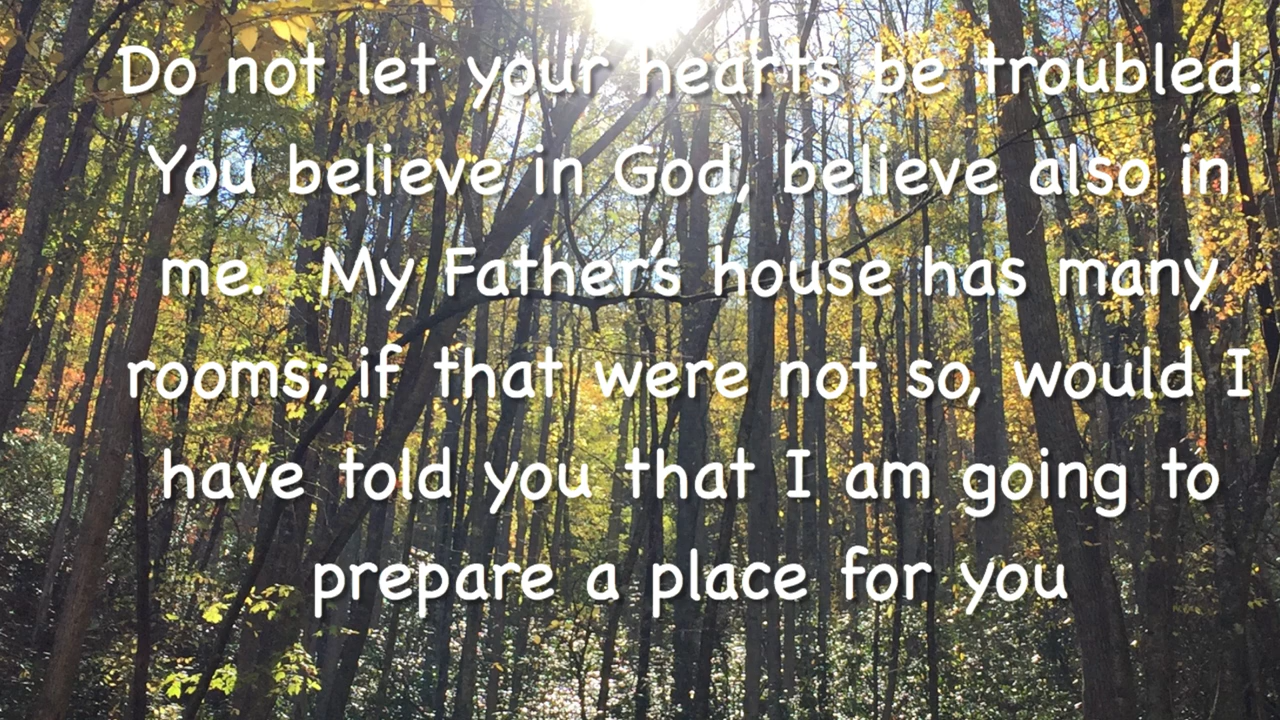 Do not let your hearts be troubled.
You believe in God, believe also in
me.  My Father's house has many
rooms; if that were not so, would I
have told you that I am going to
prepare a place for you